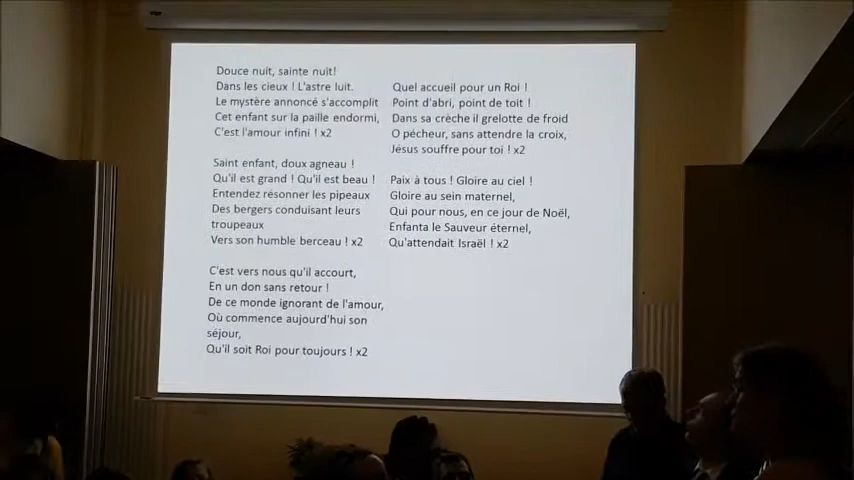 Douce nuit, sainte nuit!
Dans les cieux ! L'astre luit.
Le mystère annoncé s'accomplit
Cet enfant sur la paille endormi,
C'est l'amour infini ! x2
Saint enfant, doux agneau !
Qu'il est grand ! Qu'il est beau !
Entendez résonner les pipeaux
Des bergers conduisant leurs
troupeaux
Vers son humble berceau ! x2
C'est vers nous qu'il accourt,
En un don sans retour !
De ce monde ignorant de l'amour,
Où commence aujourd'hui son
séjour,
Qu'il soit Roi pour toujours ! x2
Quel accueil pour un Roi !
Point d'abri, point de toit !
Dans sa crèche il grelotte de froid
O pécheur, sans attendre la croix,
Jésus souffre pour toi ! x2
Paix à tous ! Gloire au ciel !
Gloire au sein maternel,
Qui pour nous, en ce jour de Noël,
Enfanta le Sauveur éternel,
Qu'attendait Israël ! x2